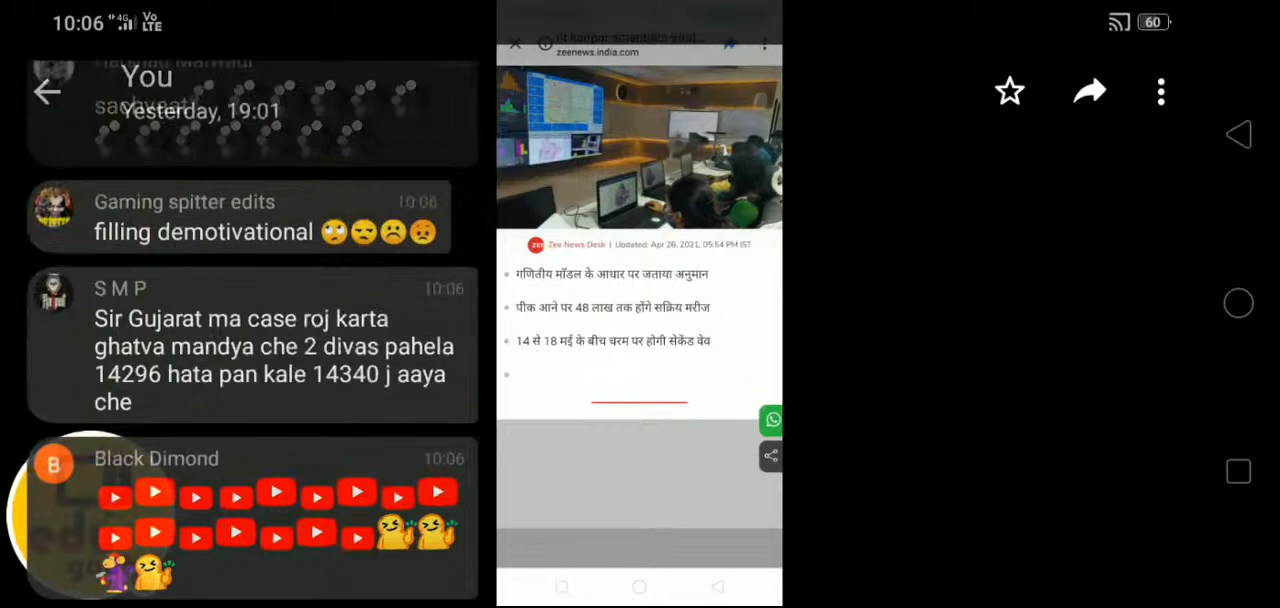 10:06 4G Vo LTE
60
You
Yesterday, 19:01
Gaming spitter edits 10:06
filling demotivational 🙄😒☹️😡
S M P 10:06
Sir Gujarat ma case roj karta
ghatva mandya che 2 divas pahela
14296 hata pan kale 14340 j aaya
che
B Black Dimond 10:06
zeenews.india.com
Zee News Desk | Updated: Apr 26, 2021, 05:54 PM IST
गणितीय मॉडल के आधार पर जताया अनुमान
पीक आने पर 48 लाख तक होंगे सक्रिय मरीज
14 से 18 मई के बीच चरम पर होगी सेकेंड वेव